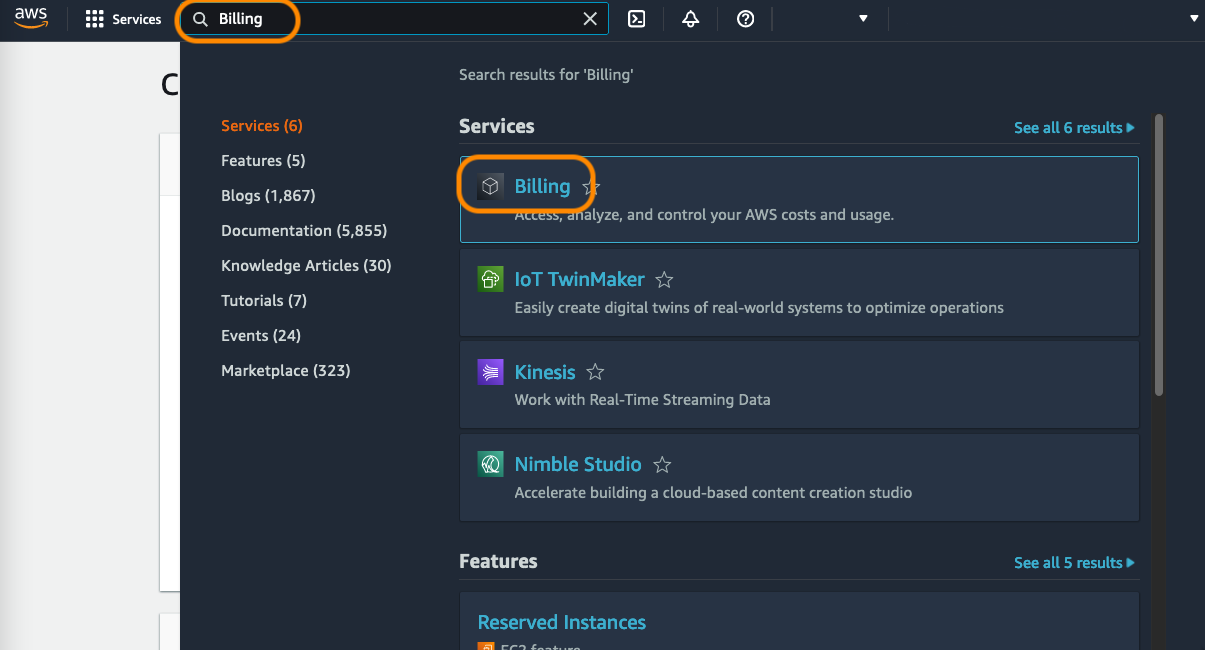 aws
Services
Billing
C
Search results for 'Billing'
Services (6)
Features (5)
Blogs (1,867)
Documentation (5,855)
Knowledge Articles (30)
Tutorials (7)
Events (24)
Marketplace (323)
Services
See all 6 results
Billing
Access, analyze, and control your AWS costs and usage.
IoT TwinMaker
Easily create digital twins of real-world systems to optimize operations
Kinesis
Work with Real-Time Streaming Data
Nimble Studio
Accelerate building a cloud-based content creation studio
Features
See all 5 results
Reserved Instances
EC2 feature